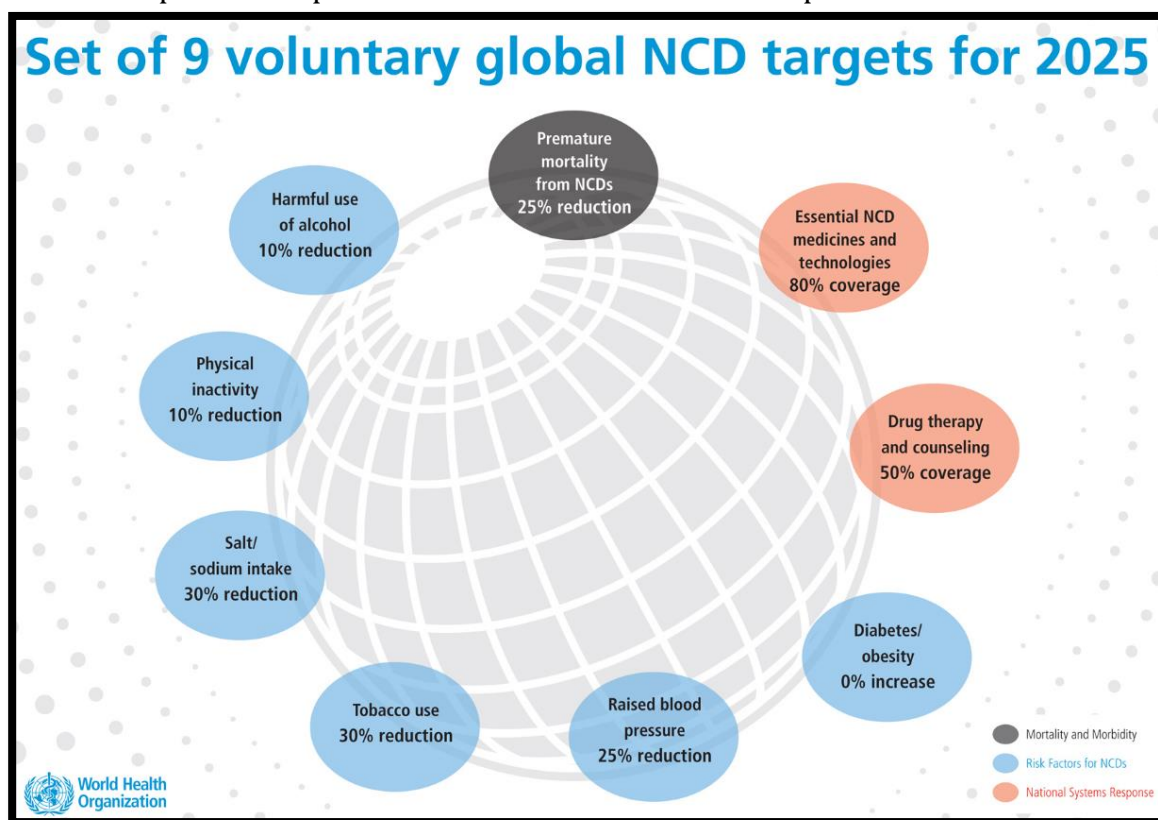 Set of 9 voluntary global NCD targets for 2025
Premature
mortality
from NCDs
25% reduction
Harmful use
of alcohol
10% reduction
Essential NCD
medicines and
technologies
80% coverage
Physical
inactivity
10% reduction
Drug therapy
and counseling
50% coverage
Salt/
sodium intake
30% reduction
Diabetes/
obesity
0% increase
Tobacco use
30% reduction
Raised blood
pressure
25% reduction
Mortality and Morbidity
Risk Factors for NCDs
National Systems Response
World Health
Organization